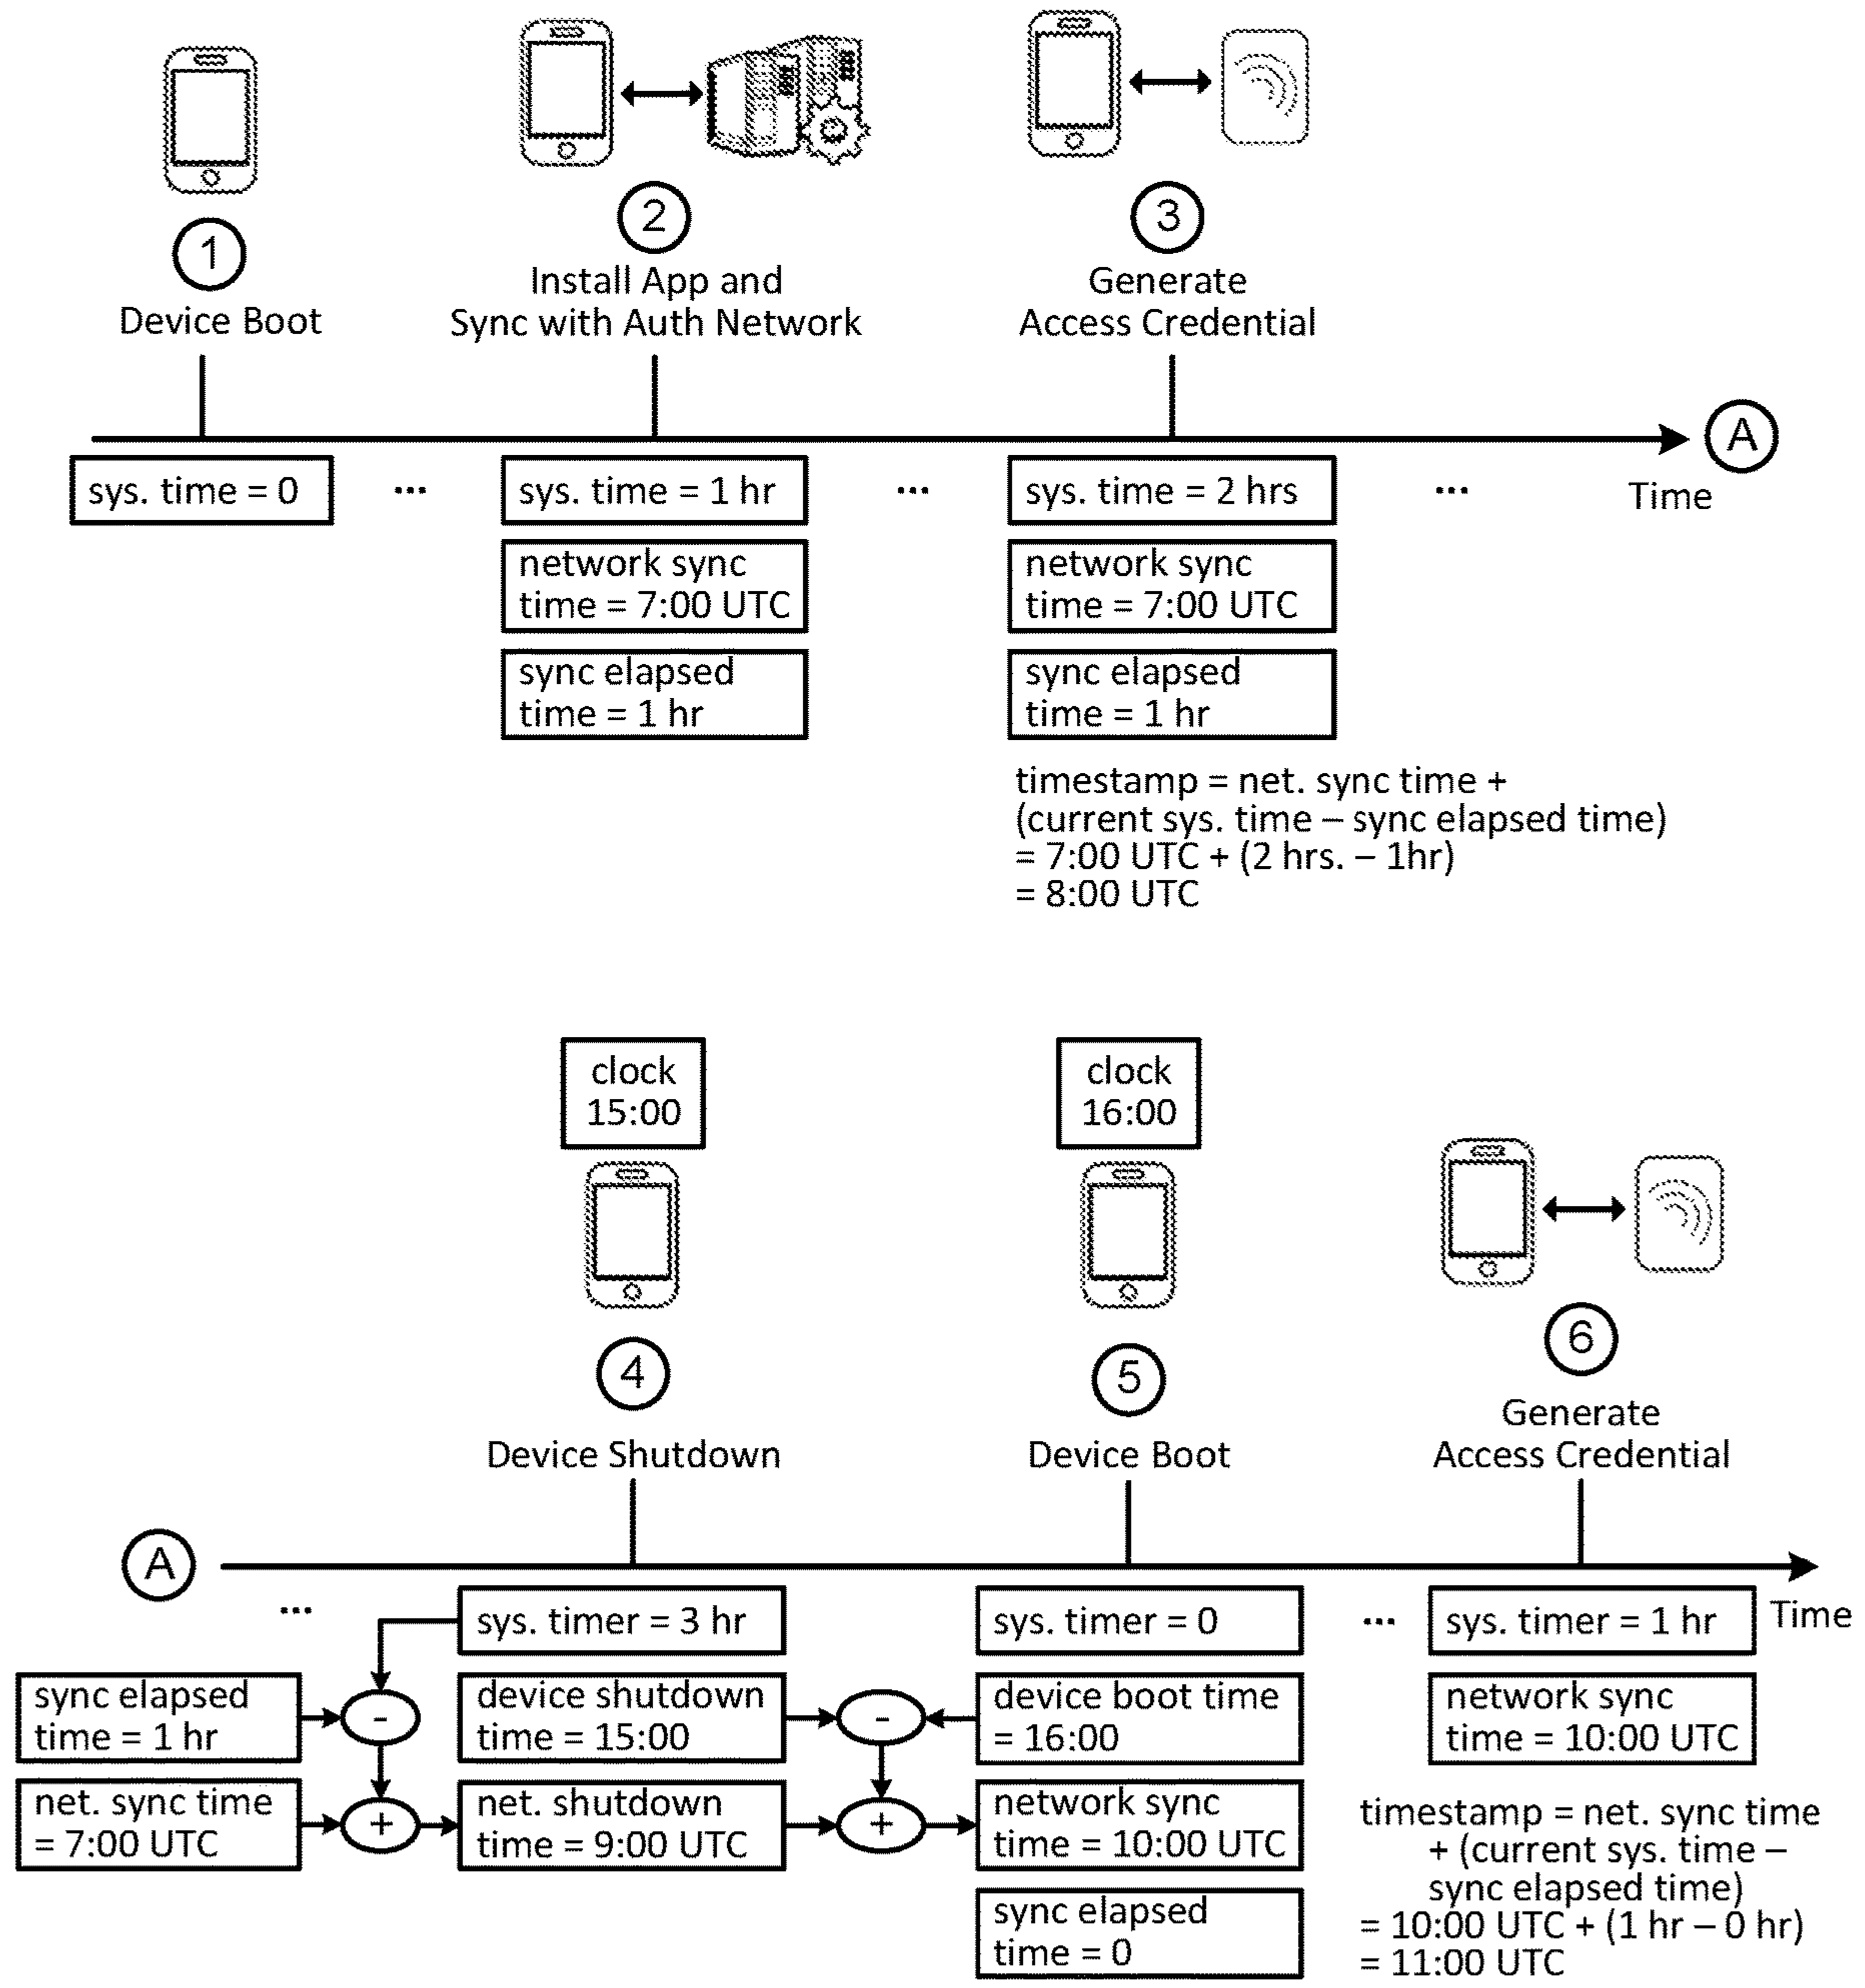 1
Device Boot
2
Install App and
Sync with Auth Network
3
Generate
Access Credential
A
Time
sys. time = 0
...
sys. time = 1 hr
...
sys. time = 2 hrs
...
network sync
time = 7:00 UTC
network sync
time = 7:00 UTC
sync elapsed
time = 1 hr
sync elapsed
time = 1 hr
timestamp = net. sync time +
(current sys. time – sync elapsed time)
= 7:00 UTC + (2 hrs. – 1hr)
= 8:00 UTC
clock
15:00
clock
16:00
4
Device Shutdown
5
Device Boot
6
Generate
Access Credential
A
...
sys. timer = 3 hr
sys. timer = 0
...
sys. timer = 1 hr
Time
sync elapsed
time = 1 hr
-
device shutdown
time = 15:00
-
device boot time
= 16:00
network sync
time = 10:00 UTC
net. sync time
= 7:00 UTC
+
net. shutdown
time = 9:00 UTC
+
network sync
time = 10:00 UTC
sync elapsed
time = 0
timestamp = net. sync time
+ (current sys. time –
sync elapsed time)
= 10:00 UTC + (1 hr – 0 hr)
= 11:00 UTC